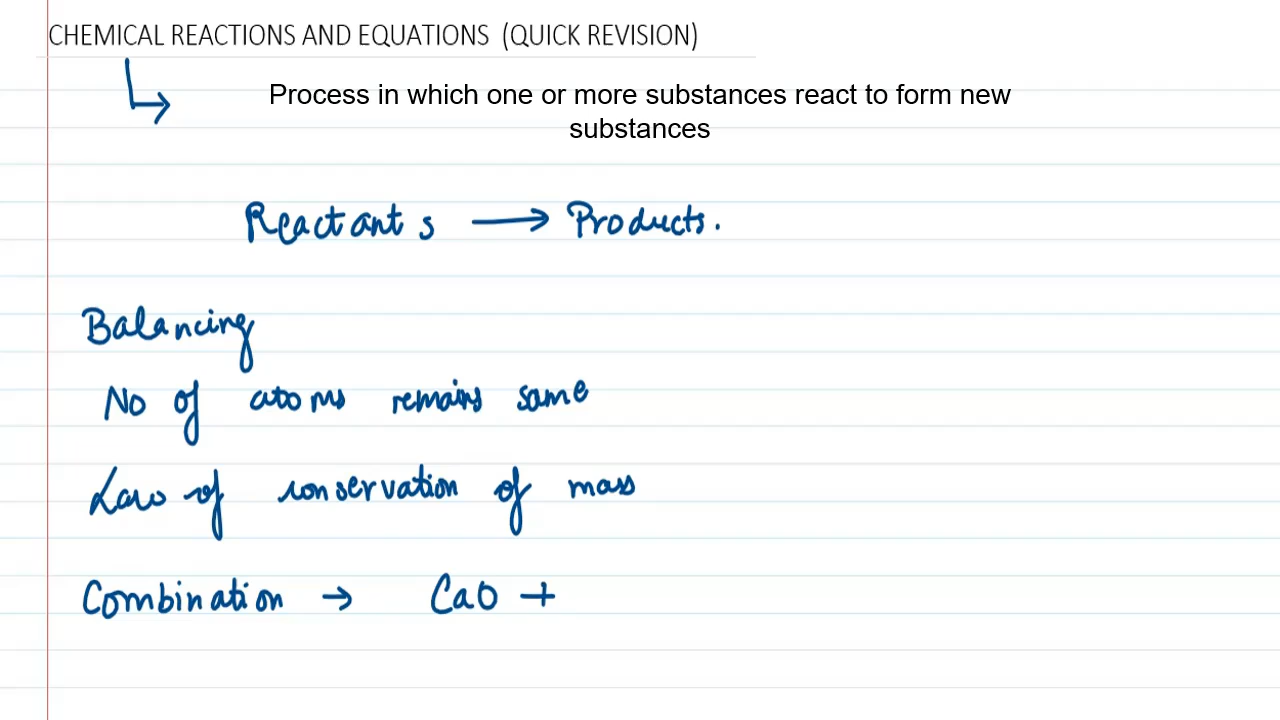 CHEMICAL REACTIONS AND EQUATIONS (QUICK REVISION)
Process in which one or more substances react to form new
substances
Reactants → Products.
Balancing
No of atoms remains same
Law of conservation of mass
Combination → CaO +